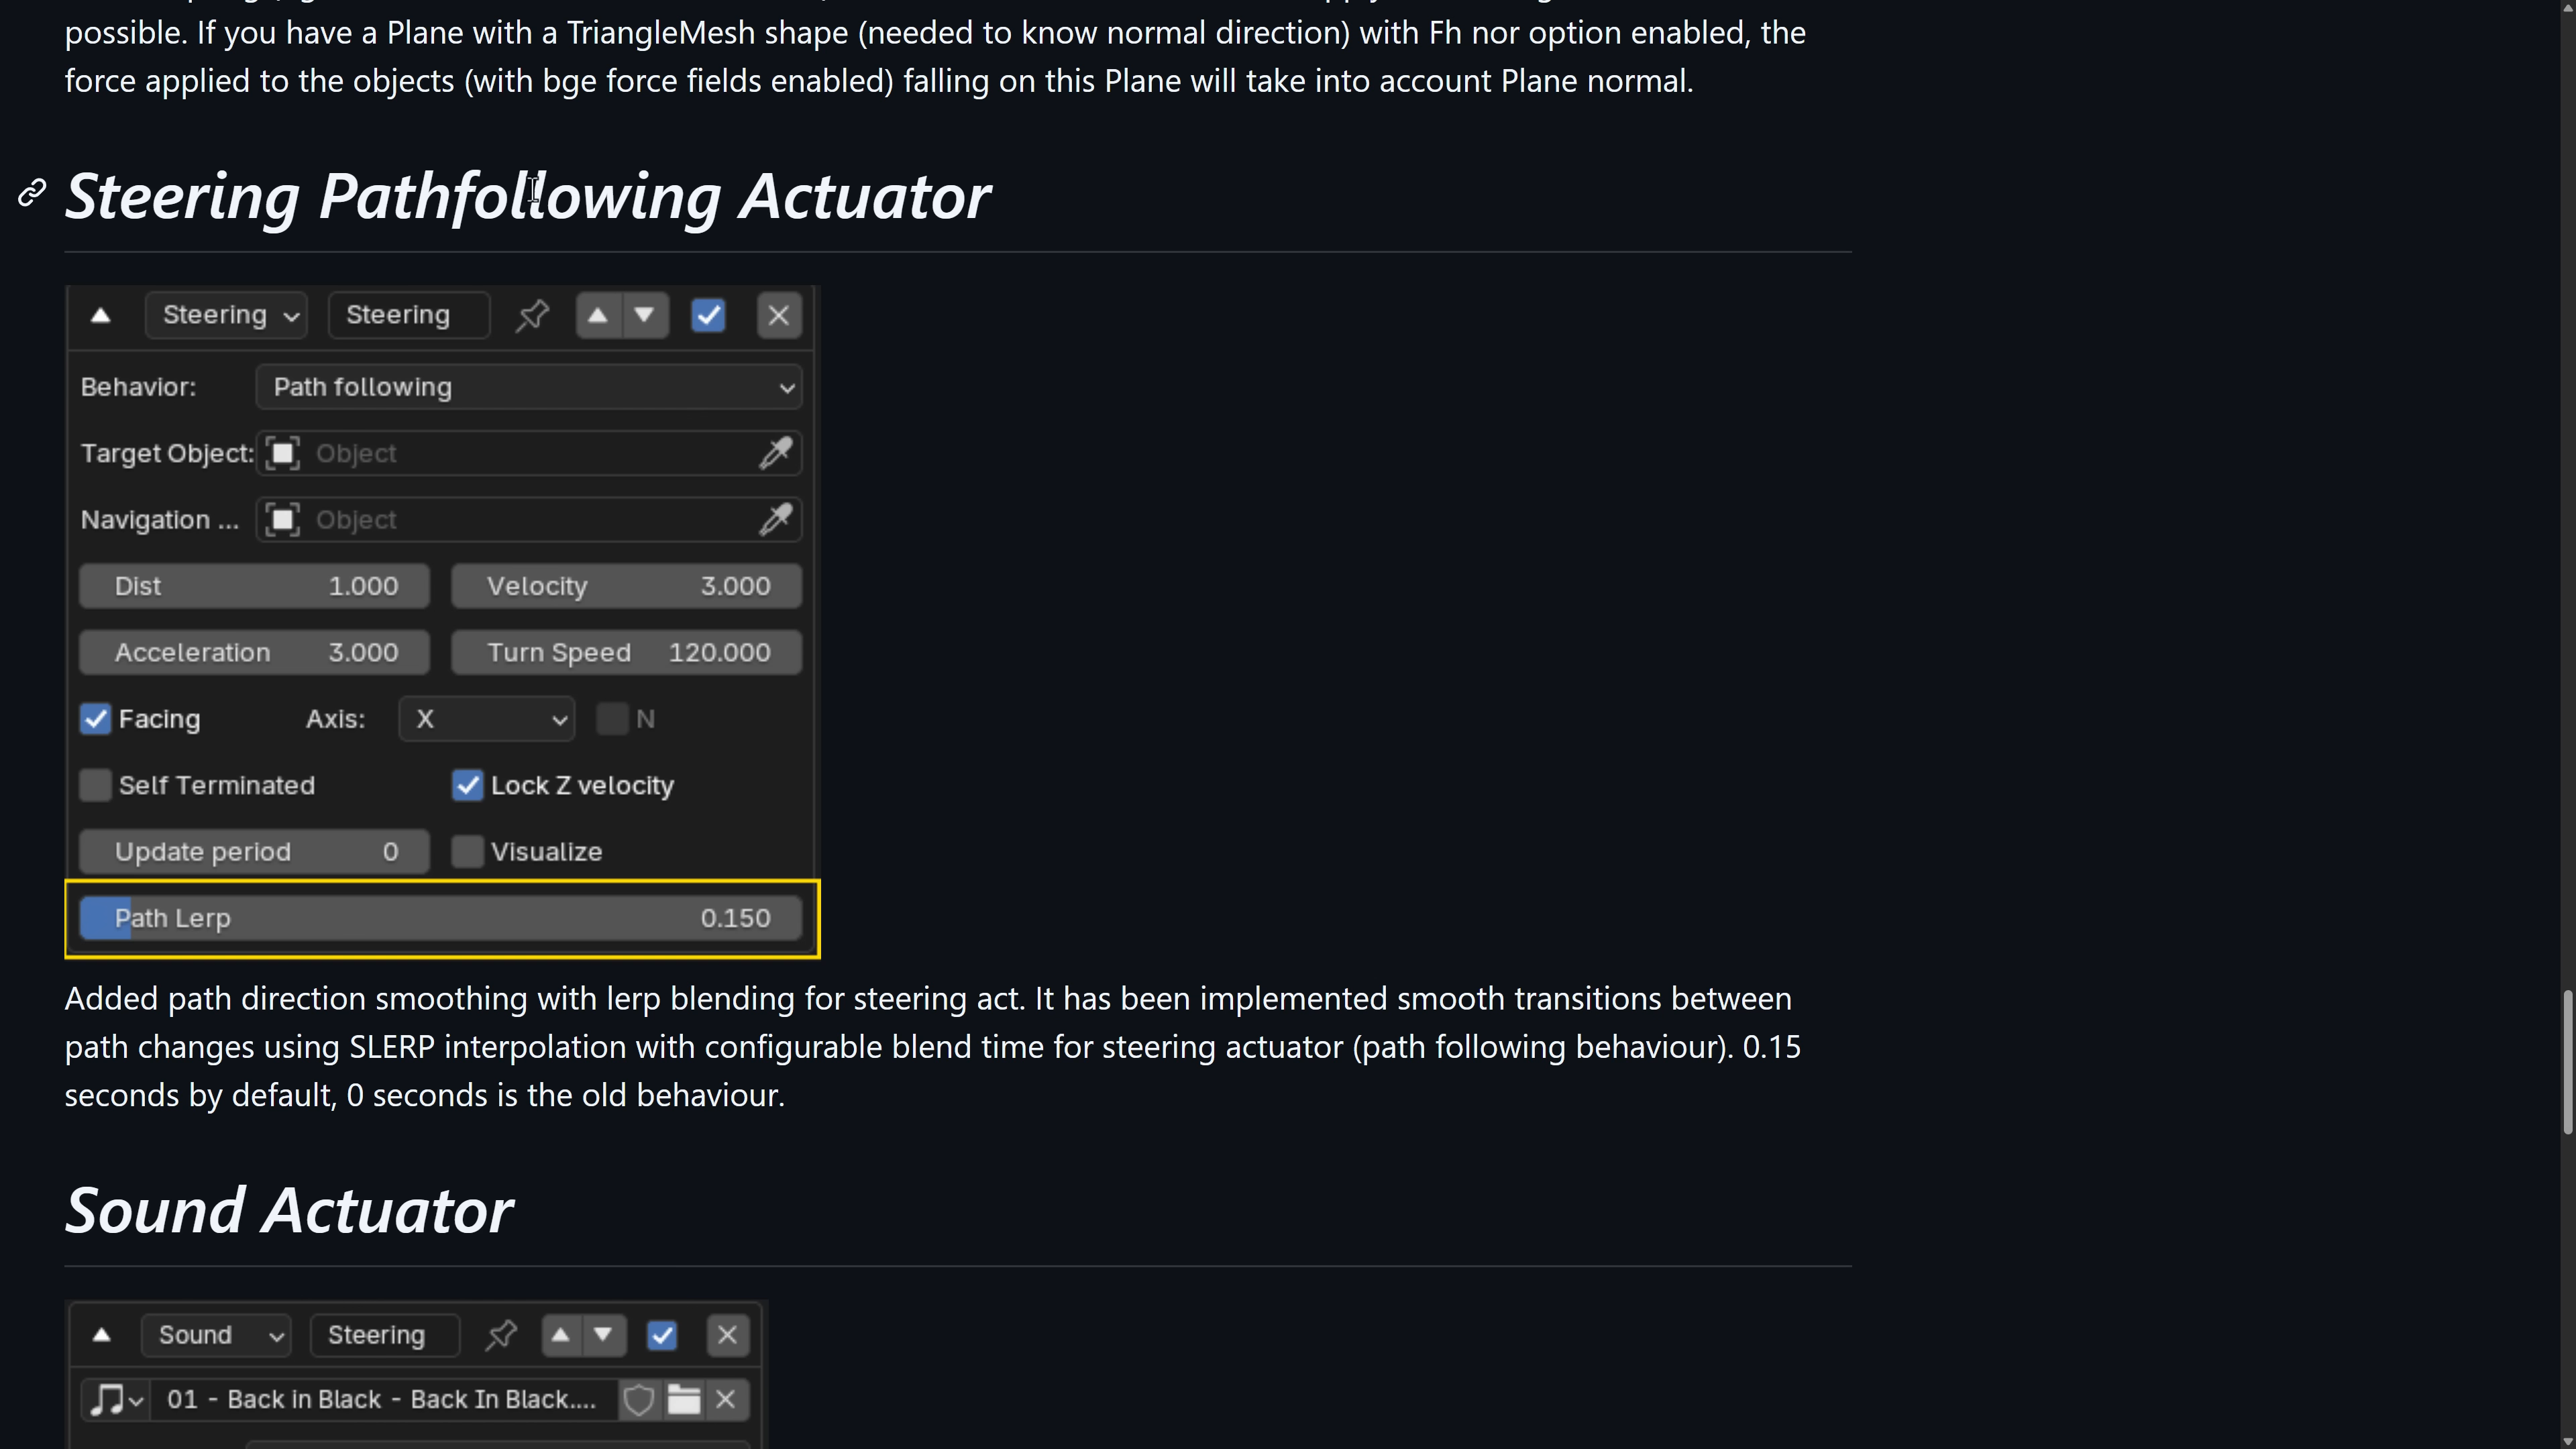 possible. If you have a Plane with a TriangleMesh shape (needed to know normal direction) with Fh nor option enabled, the
force applied to the objects (with bge force fields enabled) falling on this Plane will take into account Plane normal.
Steering Pathfollowing Actuator
Steering Steering
Behavior: Path following
Target Object: Object
Navigation ... Object
Dist 1.000 Velocity 3.000
Acceleration 3.000 Turn Speed 120.000
Facing Axis: X N
Self Terminated Lock Z velocity
Update period 0 Visualize
Path Lerp 0.150
Added path direction smoothing with lerp blending for steering act. It has been implemented smooth transitions between
path changes using SLERP interpolation with configurable blend time for steering actuator (path following behaviour). 0.15
seconds by default, 0 seconds is the old behaviour.
Sound Actuator
Sound Steering
01 - Back in Black - Back In Black....